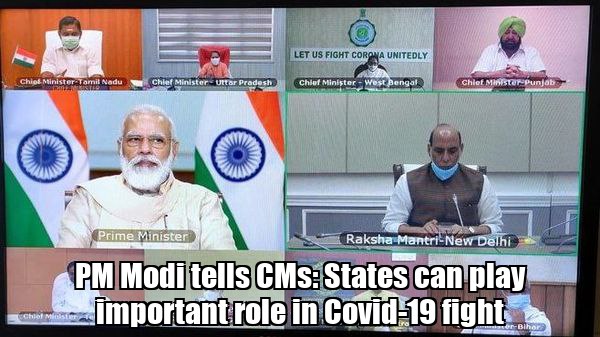 LET US FIGHT CORONA UNITEDLY
Chief Minister-Tamil Nadu
Chief Minister - Uttar Pradesh
Chief Minister - West Bengal
Chief Minister-Punjab
CHIEF MINISTER
Prime Minister
Raksha Mantri-New Delhi
PM Modi tells CMs: States can play
important role in Covid-19 fight
Chief Minister
-Bihar